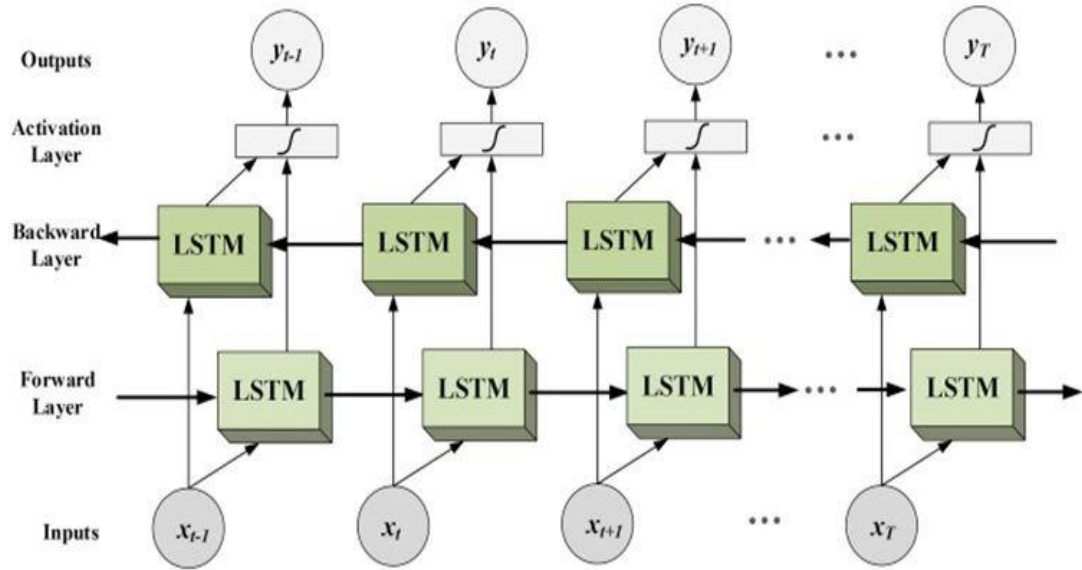 Outputs
y_{t-1} y_t y_{t+1} ... y_T
Activation
Layer
∫ ∫ ∫ ... ∫
Backward
Layer
LSTM LSTM LSTM ... LSTM
Forward
Layer
LSTM LSTM LSTM ... LSTM
Inputs
x_{t-1} x_t x_{t+1} ... x_T